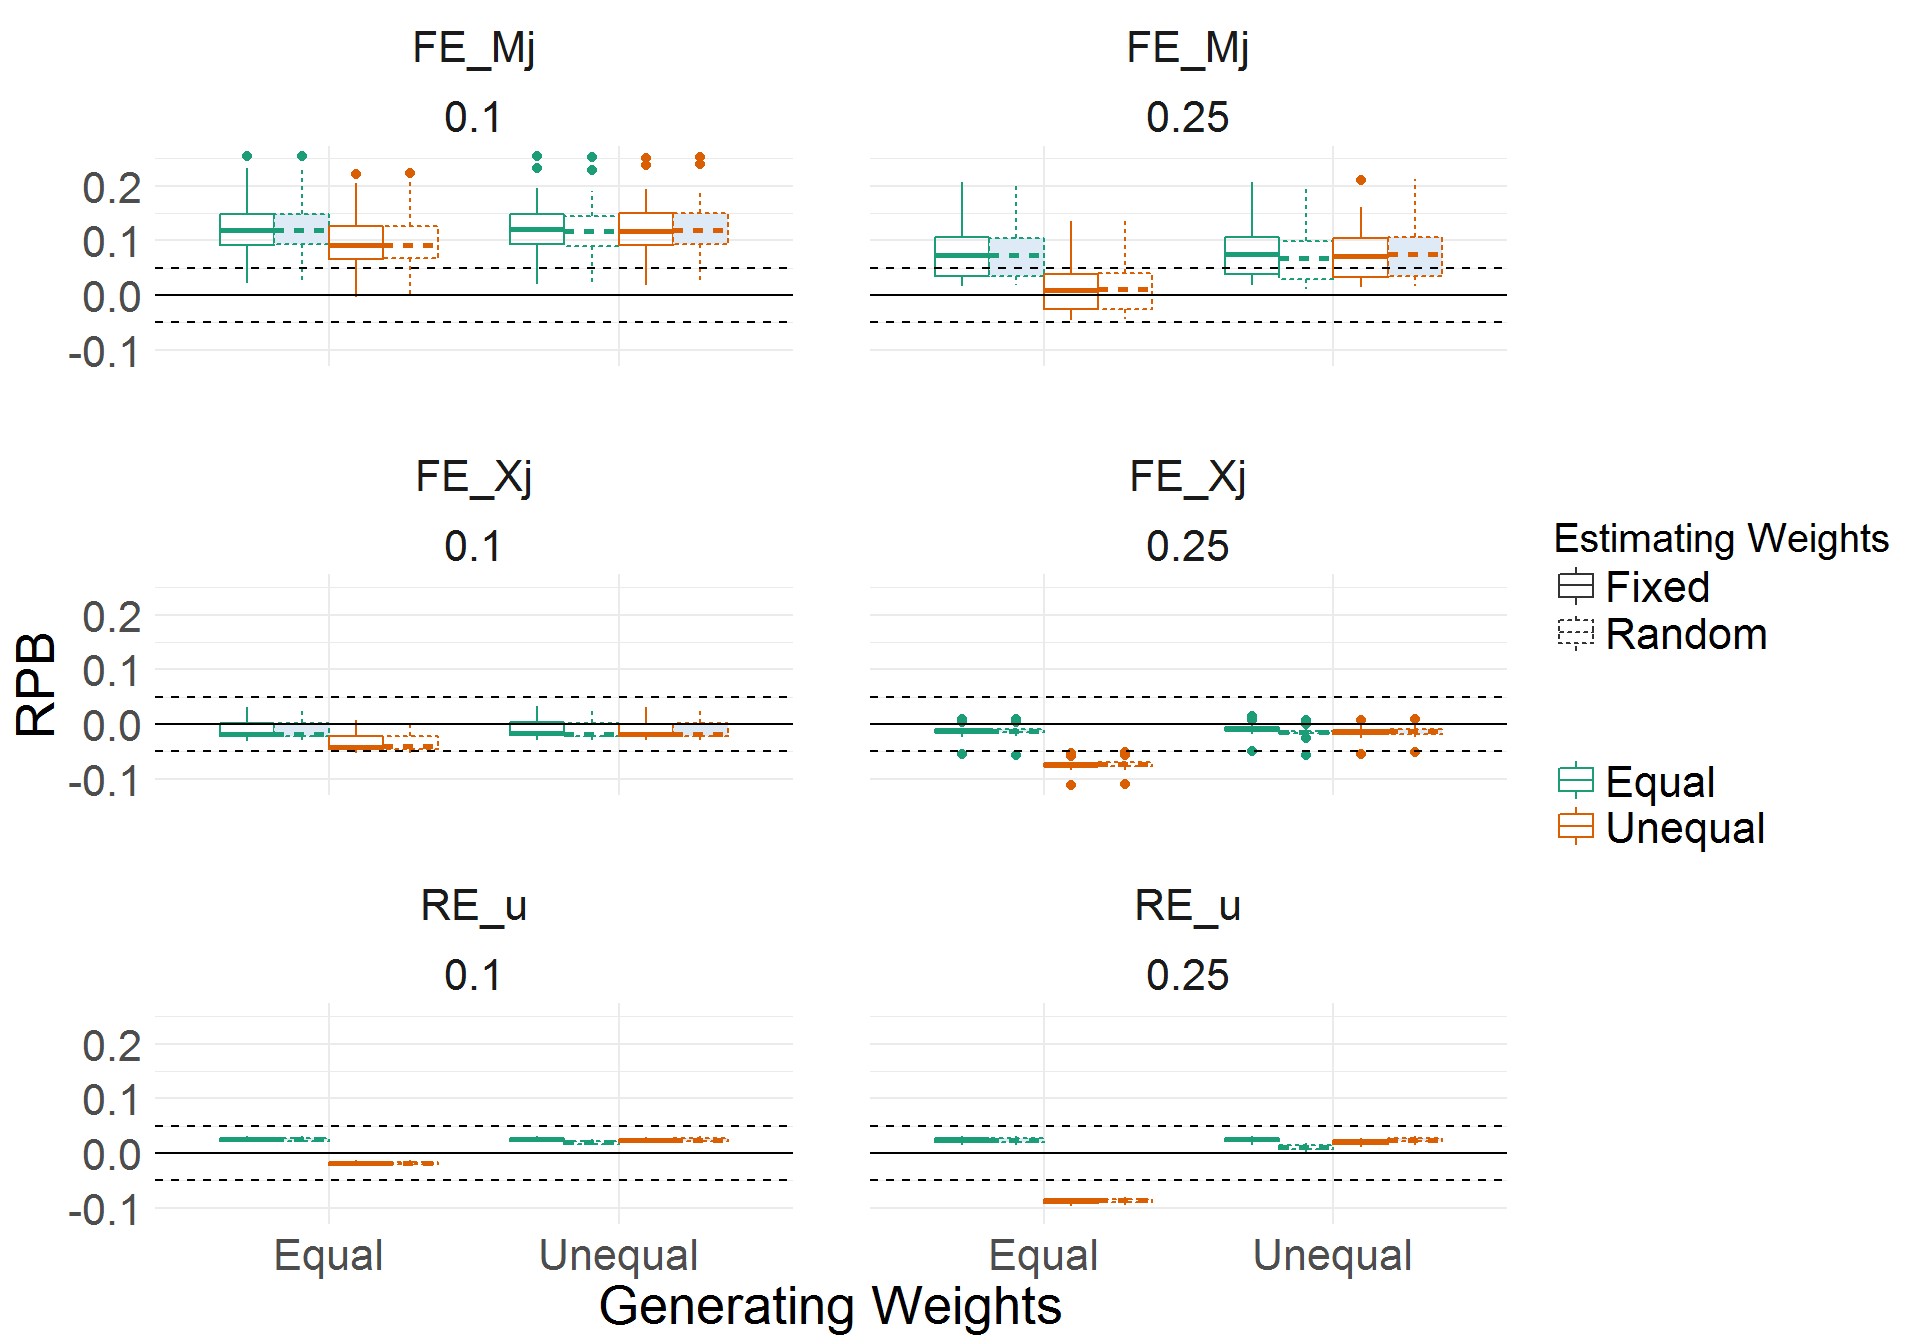 FE_Mj
FE_Mj
0.1
0.25
0.2
0.1
0.0
-0.1
FE_Xj
FE_Xj
0.1
0.25
0.2
0.1
0.0
-0.1
RPB
Estimating Weights
Fixed
Random
Equal
Unequal
RE_u
RE_u
0.1
0.25
0.2
0.1
0.0
-0.1
Equal
Unequal
Equal
Unequal
Generating Weights